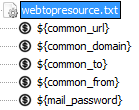 webtopresource.txt
${common_url}
${common_domain}
${common_to}
${common_from}
${mail_password}